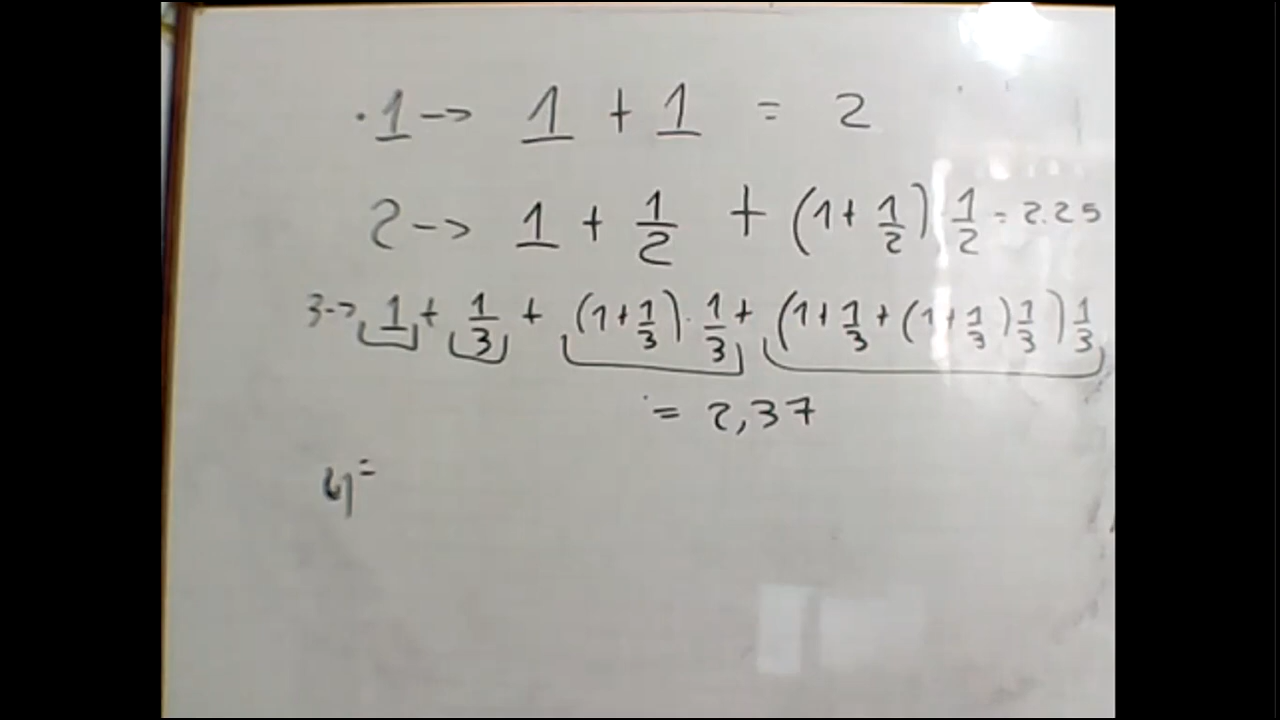 ·1 -> 1 + 1 = 2
2 -> 1 + 1/2 + (1 + 1/2) 1/2 = 2.25
3 -> 1 + 1/3 + (1 + 1/3) · 1/3 + (1 + 1/3 + (1 + 1/3) 1/3) 1/3
= 2,37
4 =